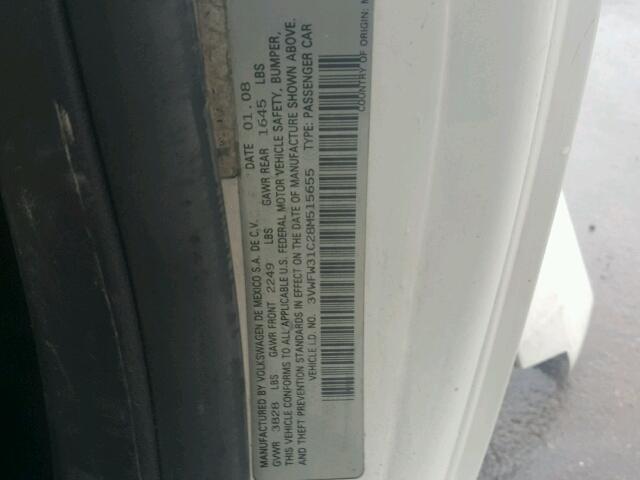 MANUFACTURED BY VOLKSWAGEN DE MEXICO S.A. DE C.V. DATE 01.08
GVWR 3828 LBS GAWR FRONT 2249 LBS GAWR REAR 1645 LBS
THIS VEHICLE CONFORMS TO ALL APPLICABLE U.S. FEDERAL MOTOR VEHICLE SAFETY, BUMPER,
AND THEFT PREVENTION STANDARDS IN EFFECT ON THE DATE OF MANUFACTURE SHOWN ABOVE.
VEHICLE I.D. NO. 3VWFW31C28M515655 TYPE: PASSENGER CAR
COUNTRY OF ORIGIN: M